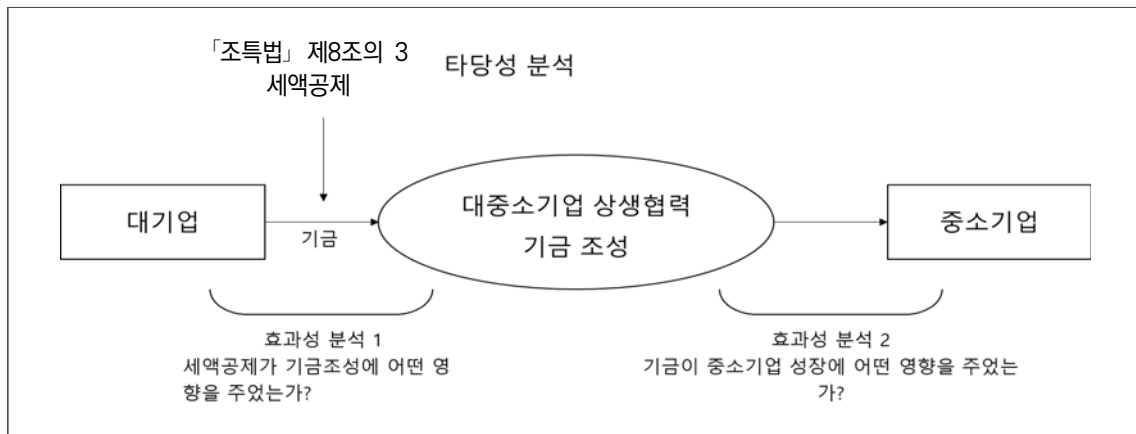 「조특법」 제8조의 3
세액공제
타당성 분석
대기업
기금
대중소기업 상생협력
기금 조성
중소기업
효과성 분석 1
세액공제가 기금조성에 어떤 영
향을 주었는가?
효과성 분석 2
기금이 중소기업 성장에 어떤 영향을 주었는
가?